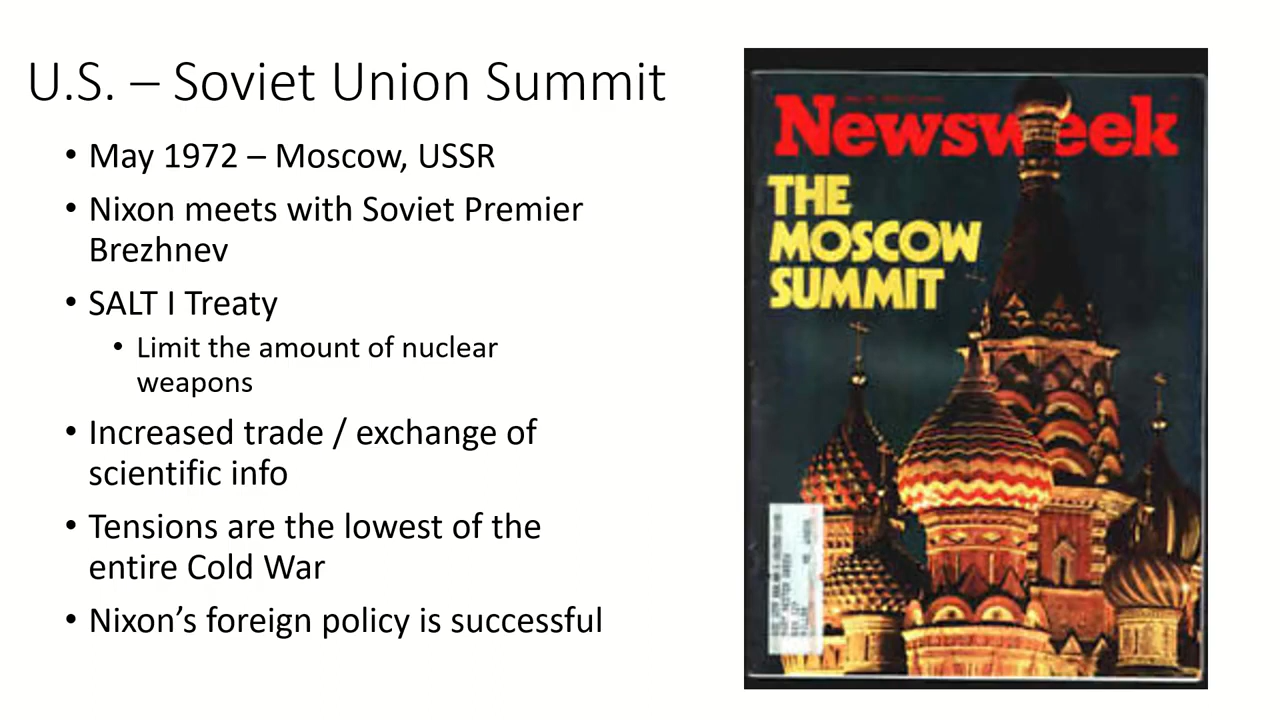 U.S. – Soviet Union Summit
• May 1972 – Moscow, USSR
• Nixon meets with Soviet Premier
Brezhnev
• SALT I Treaty
• Limit the amount of nuclear
weapons
• Increased trade / exchange of
scientific info
• Tensions are the lowest of the
entire Cold War
• Nixon’s foreign policy is successful
Newsweek
THE
MOSCOW
SUMMIT